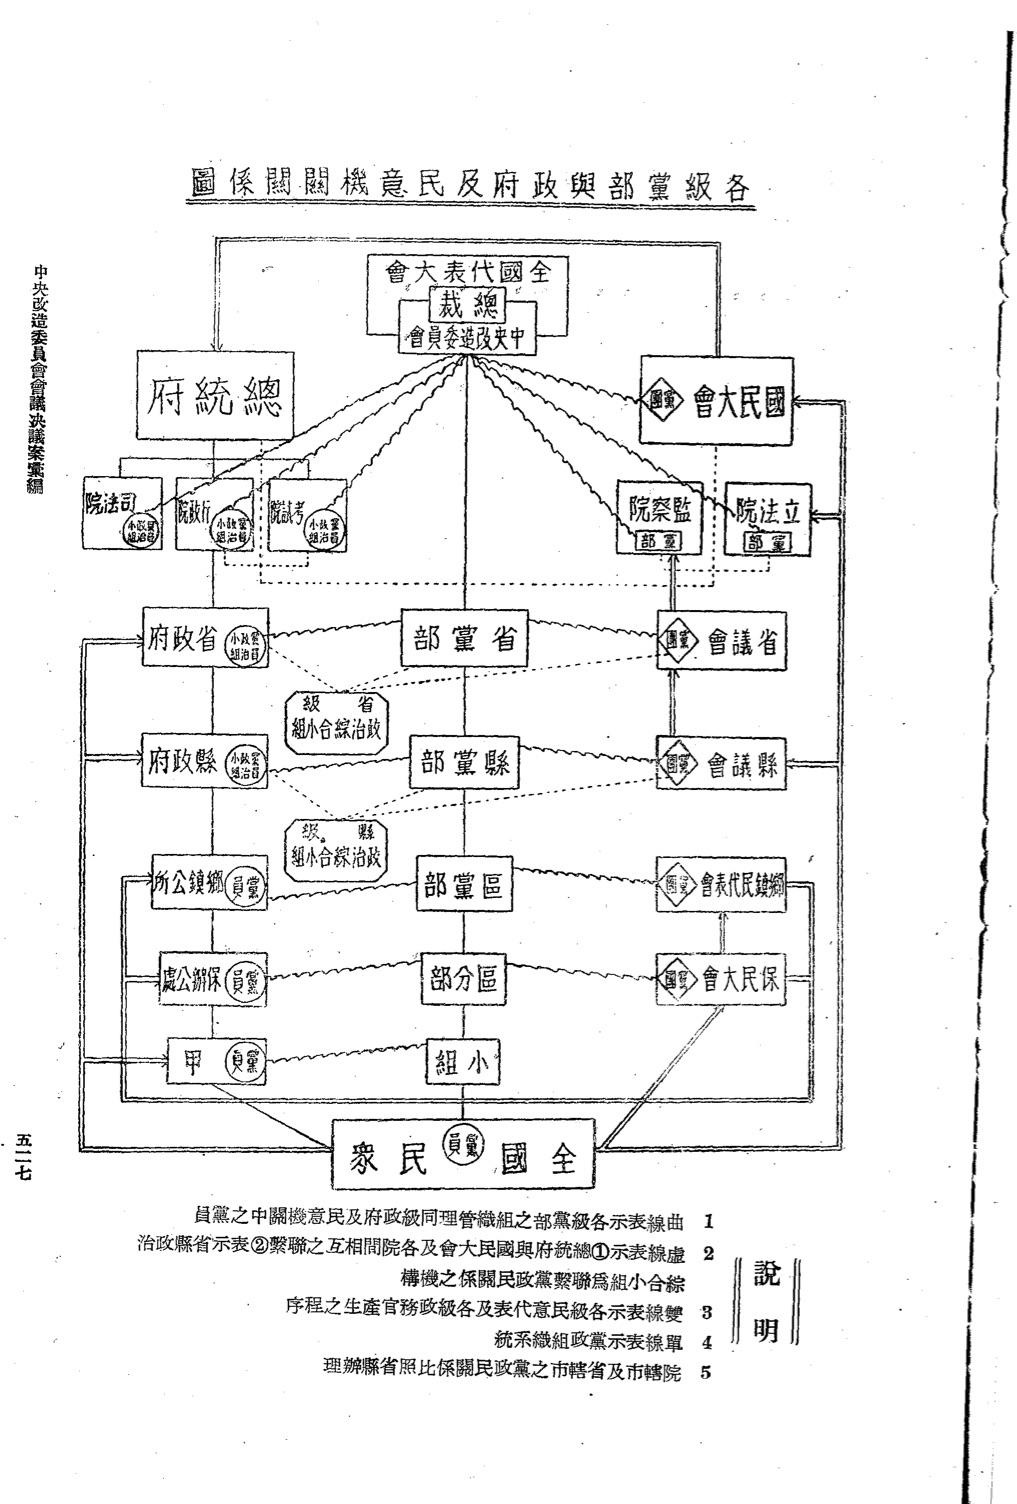 各級黨部與政府及民意機關關係圖
中央改造委員會會議決議案彙編
五二七
全國代表大會
總裁
中央改造委員會
總統府
國民大會
黨團
司法院
黨員政治小組
行政院
黨員政治小組
考試院
黨員政治小組
監察院
黨部
立法院
黨部
省政府
黨員政治小組
省黨部
省議會
黨團
省級
政治綜合小組
縣政府
黨員政治小組
縣黨部
縣議會
黨團
縣級
政治綜合小組
鄉鎮公所
黨員
區黨部
鄉鎮民代表會
黨團
保辦公處
黨員
區分部
保民大會
黨團
甲
黨員
小組
全國民衆
黨員
說明
1 曲線表示各級黨部之組織管理同級政府及民意機關中之黨員
2 虛線表示①總統府與國民大會及各院間相互之聯繫②表示省縣政治
綜合小組爲聯繫黨政民關係之機構
3 雙線表示各級民意代表及各級政務官產生之程序
4 單線表示黨政組織系統
5 院轄市及省轄市之黨政民關係比照省縣辦理